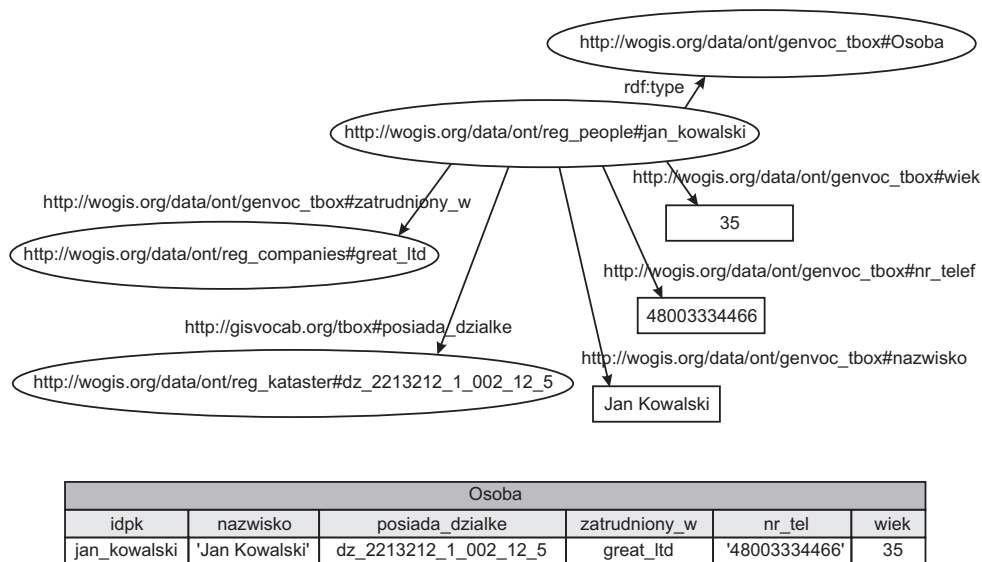 http://wogis.org/data/ont/genvoc_tbox#Osoba
rdf:type
http://wogis.org/data/ont/reg_people#jan_kowalski
http://wogis.org/data/ont/genvoc_tbox#wiek
http://wogis.org/data/ont/genvoc_tbox#zatrudniony_w
35
http://wogis.org/data/ont/reg_companies#great_ltd
http://wogis.org/data/ont/genvoc_tbox#nr_telef
48003334466
http://gisvocab.org/tbox#posiada_dzialke
http://wogis.org/data/ont/genvoc_tbox#nazwisko
http://wogis.org/data/ont/reg_kataster#dz_2213212_1_002_12_5
Jan Kowalski
Osoba
idpk nazwisko posiada_dzialke zatrudniony_w nr_tel wiek
jan_kowalski 'Jan Kowalski' dz_2213212_1_002_12_5 great_ltd '48003334466' 35